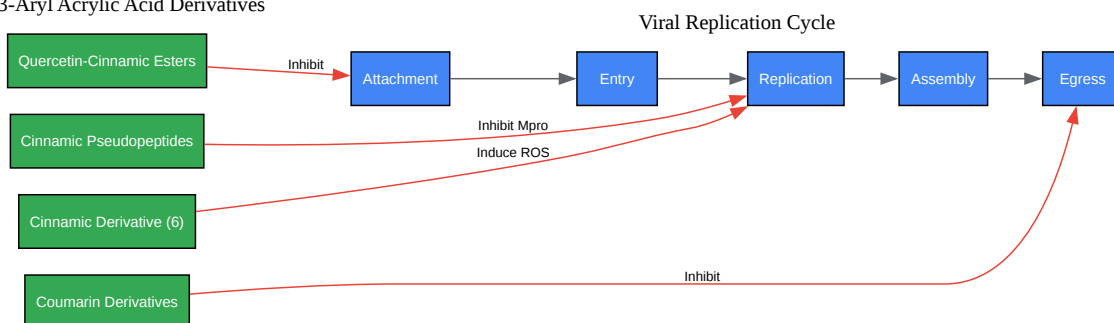 3-Aryl Acrylic Acid Derivatives
Viral Replication Cycle
Quercetin-Cinnamic Esters
Inhibit
Attachment
Entry
Replication
Assembly
Egress
Cinnamic Pseudopeptides
Inhibit Mpro
Induce ROS
Cinnamic Derivative (6)
Coumarin Derivatives
Inhibit